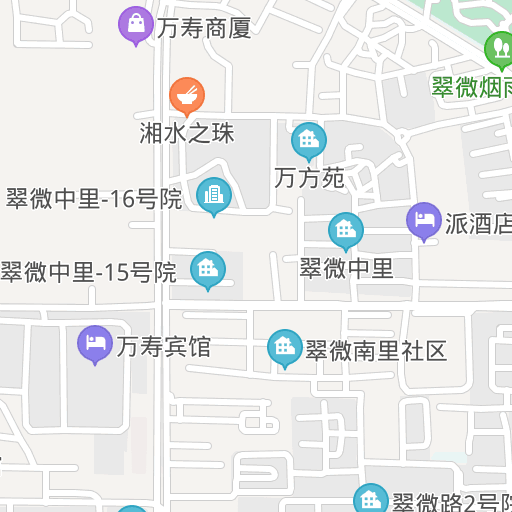 万寿商厦
翠微烟雨
湘水之珠
万方苑
翠微中里-16号院
派酒店
翠微中里
翠微中里-15号院
万寿宾馆
翠微南里社区
翠微路2号院